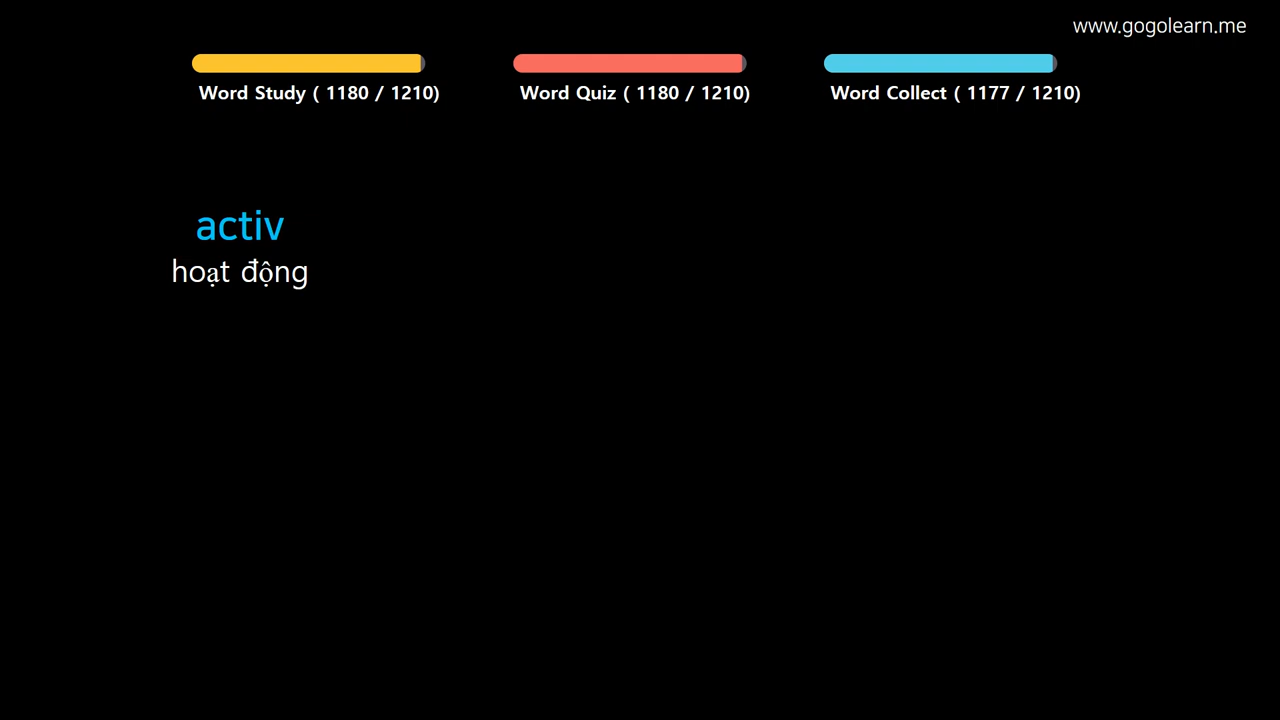 www.gogolearn.me
Word Study ( 1180 / 1210)
Word Quiz ( 1180 / 1210)
Word Collect ( 1177 / 1210)
activ
hoạt động